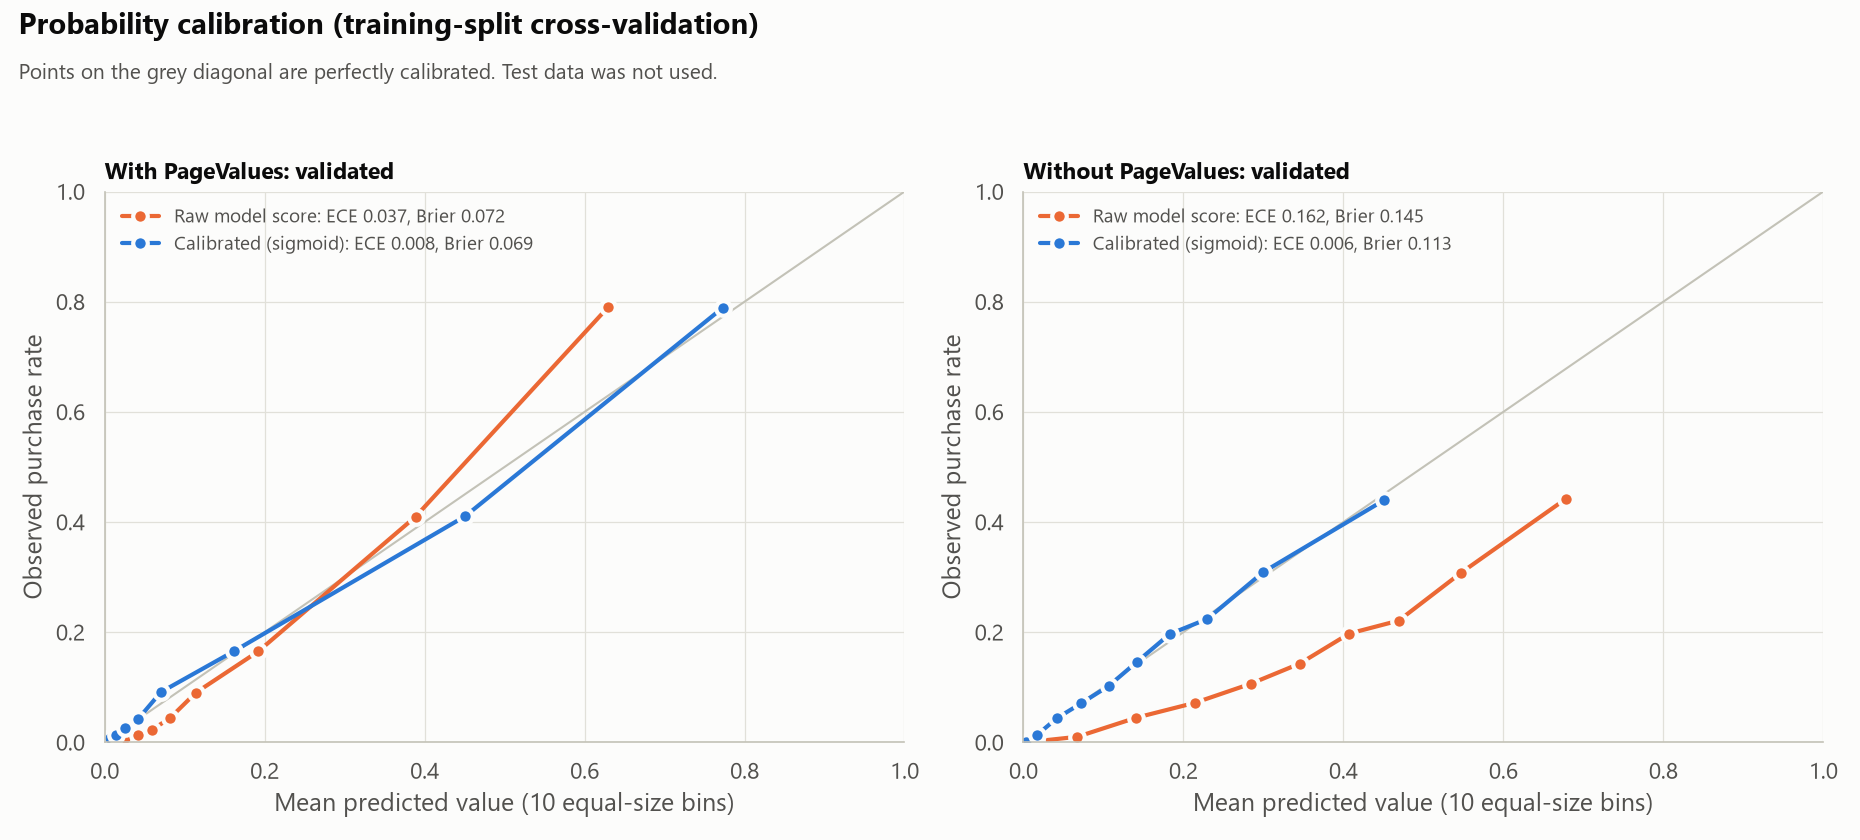 Probability calibration (training-split cross-validation)
Points on the grey diagonal are perfectly calibrated. Test data was not used.
With PageValues: validated
1.0
0.8
0.6
0.4
0.2
0.0
Raw model score: ECE 0.037, Brier 0.072
Calibrated (sigmoid): ECE 0.008, Brier 0.069
Observed purchase rate
0.0 0.2 0.4 0.6 0.8 1.0
Mean predicted value (10 equal-size bins)
Without PageValues: validated
1.0
0.8
0.6
0.4
0.2
0.0
Raw model score: ECE 0.162, Brier 0.145
Calibrated (sigmoid): ECE 0.006, Brier 0.113
Observed purchase rate
0.0 0.2 0.4 0.6 0.8 1.0
Mean predicted value (10 equal-size bins)